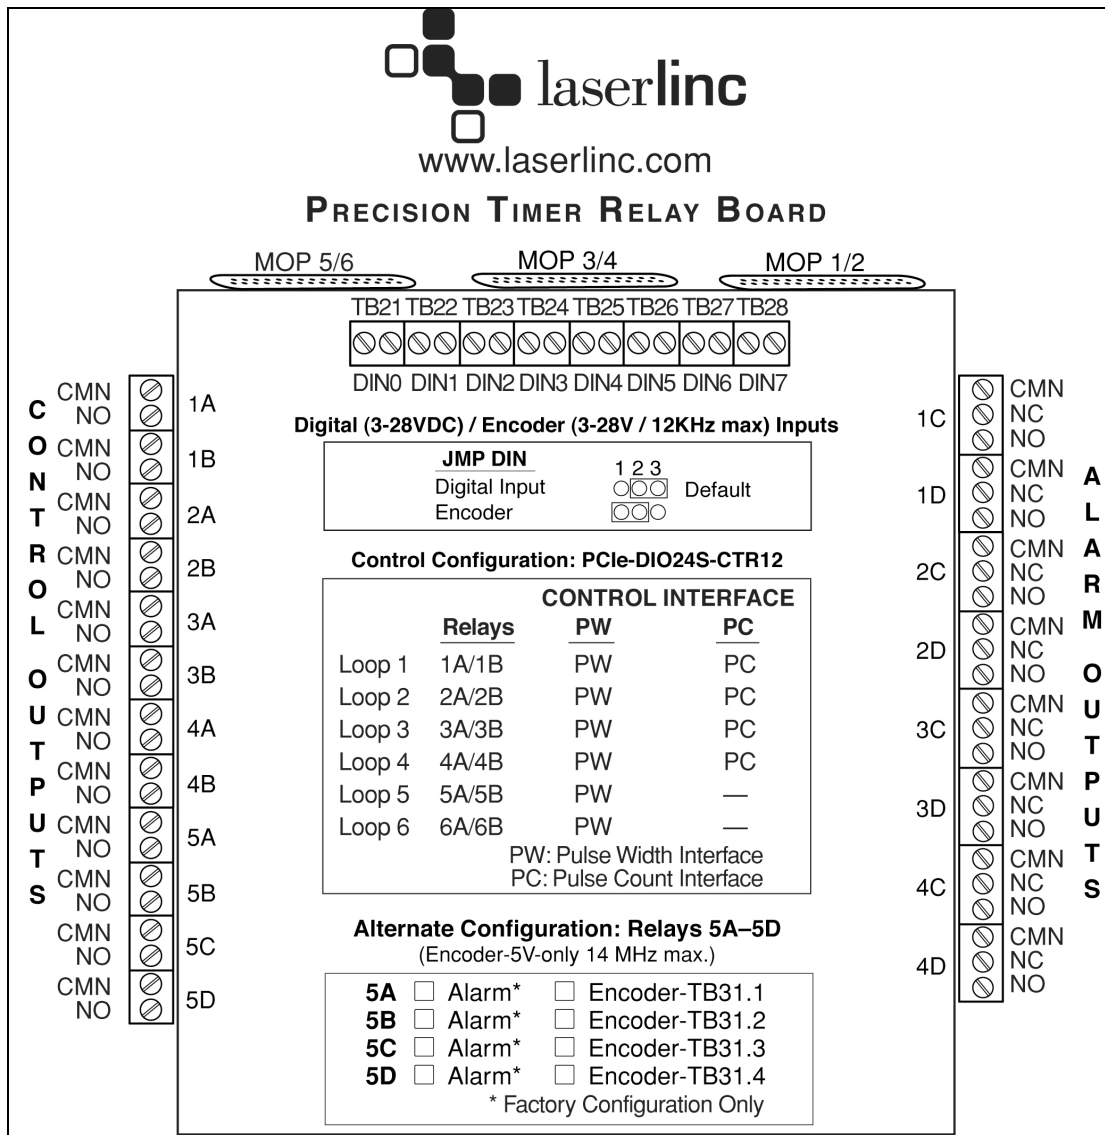 laserlinc
www.laserlinc.com
PRECISION TIMER RELAY BOARD
MOP 5/6 MOP 3/4 MOP 1/2
TB21 TB22 TB23 TB24 TB25 TB26 TB27 TB28
DIN0 DIN1 DIN2 DIN3 DIN4 DIN5 DIN6 DIN7
CONTROL OUTPUTS
CMN
NO
1A
CMN
NO
1B
CMN
NO
2A
CMN
NO
2B
CMN
NO
3A
CMN
NO
3B
CMN
NO
4A
CMN
NO
4B
CMN
NO
5A
CMN
NO
5B
CMN
NO
5C
CMN
NO
5D
Digital (3-28VDC) / Encoder (3-28V / 12KHz max) Inputs
JMP DIN 1 2 3
Digital Input Default
Encoder
Control Configuration: PCIe-DIO24S-CTR12
CONTROL INTERFACE
Relays PW PC
Loop 1 1A/1B PW PC
Loop 2 2A/2B PW PC
Loop 3 3A/3B PW PC
Loop 4 4A/4B PW PC
Loop 5 5A/5B PW —
Loop 6 6A/6B PW —
PW: Pulse Width Interface
PC: Pulse Count Interface
Alternate Configuration: Relays 5A–5D
(Encoder-5V-only 14 MHz max.)
5A Alarm* Encoder-TB31.1
5B Alarm* Encoder-TB31.2
5C Alarm* Encoder-TB31.3
5D Alarm* Encoder-TB31.4
* Factory Configuration Only
1C
CMN
NC
NO
1D
CMN
NC
NO
2C
CMN
NC
NO
2D
CMN
NC
NO
3C
CMN
NC
NO
3D
CMN
NC
NO
4C
CMN
NC
NO
4D
CMN
NC
NO
ALARM OUTPUTS